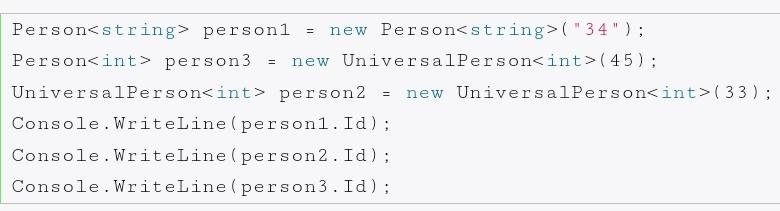 Person<string> person1 = new Person<string>("34");
Person<int> person3 = new UniversalPerson<int>(45);
UniversalPerson<int> person2 = new UniversalPerson<int>(33);
Console.WriteLine(person1.Id);
Console.WriteLine(person2.Id);
Console.WriteLine(person3.Id);